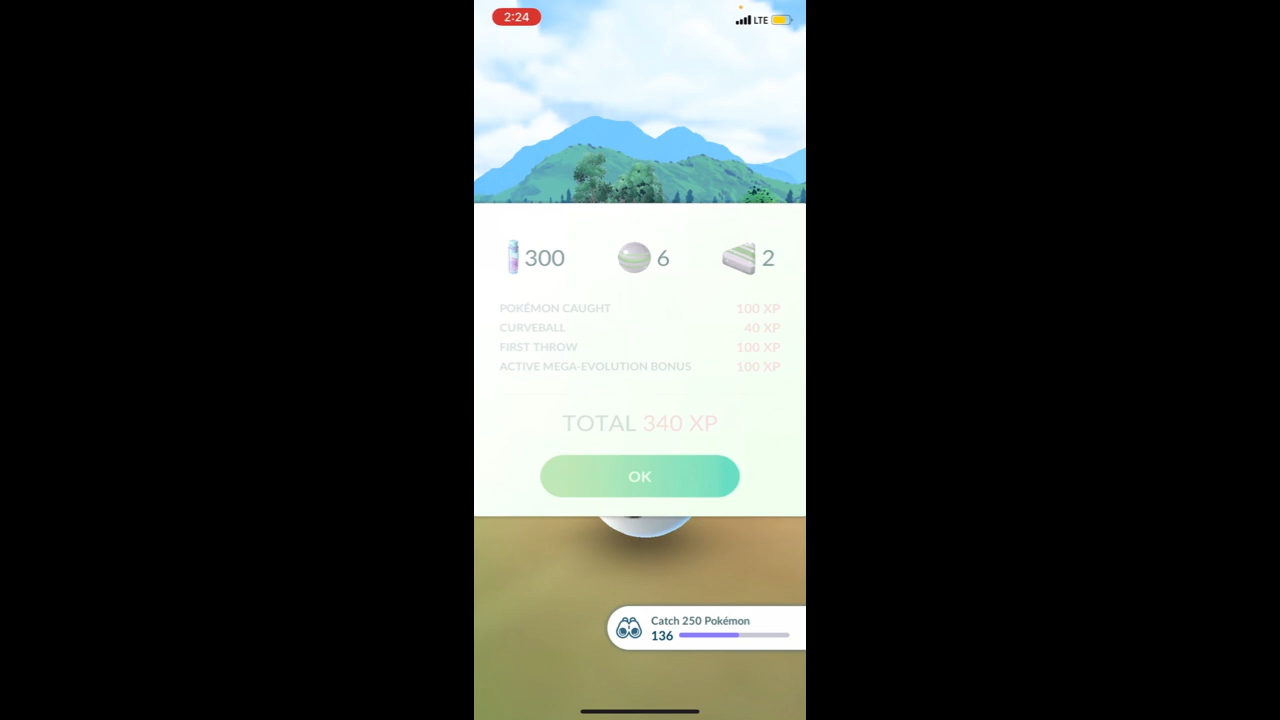 2:24
LTE
300
6
2
POKÉMON CAUGHT 100 XP
CURVEBALL 40 XP
FIRST THROW 100 XP
ACTIVE MEGA-EVOLUTION BONUS 100 XP
TOTAL 340 XP
OK
Catch 250 Pokémon
136